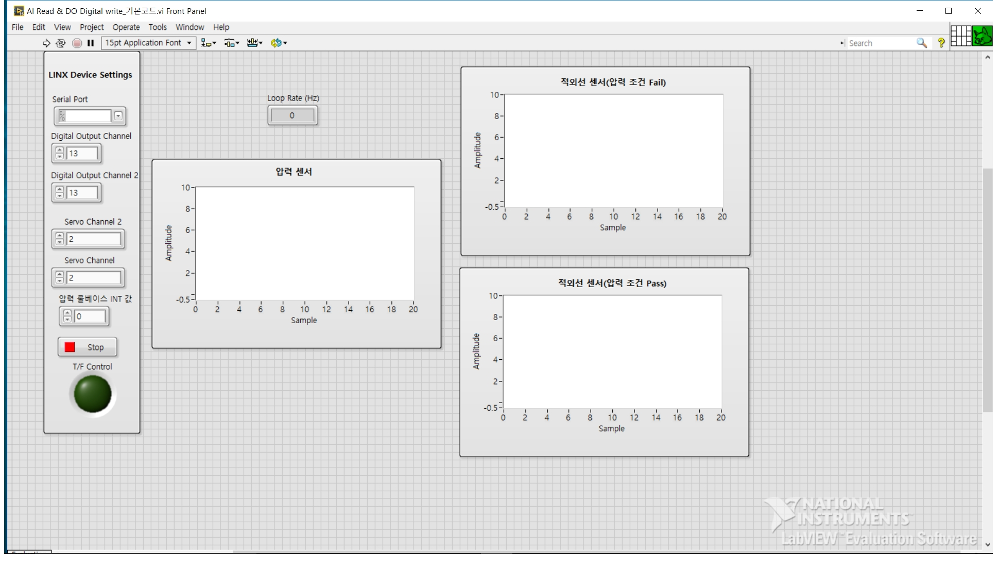 AI Read & DO Digital write_기본코드.vi Front Panel
File Edit View Project Operate Tools Window Help
15pt Application Font
Search
LINX Device Settings
Serial Port
Digital Output Channel
13
Digital Output Channel 2
13
Servo Channel 2
2
Servo Channel
2
압력 룰베이스 INT 값
0
Stop
T/F Control
Loop Rate (Hz)
0
압력 센서
Amplitude
10
8
6
4
2
-0.5
0 2 4 6 8 10 12 14 16 18 20
Sample
적외선 센서(압력 조건 Fail)
Amplitude
10
8
6
4
2
-0.5
0 2 4 6 8 10 12 14 16 18 20
Sample
적외선 센서(압력 조건 Pass)
Amplitude
10
8
6
4
2
-0.5
0 2 4 6 8 10 12 14 16 18 20
Sample
NATIONAL
INSTRUMENTS™
LabVIEW™ Evaluation Software